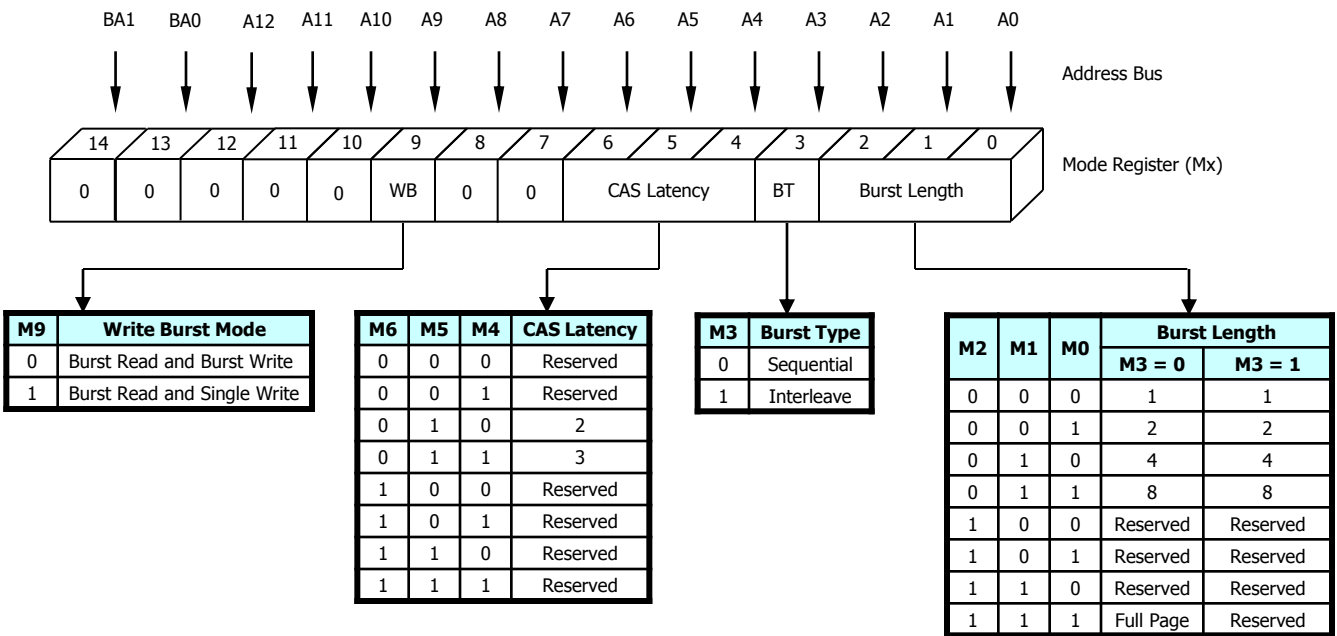 BA1 BA0 A12 A11 A10 A9 A8 A7 A6 A5 A4 A3 A2 A1 A0
Address Bus
14 13 12 11 10 9 8 7 6 5 4 3 2 1 0
Mode Register (Mx)
0 0 0 0 0 WB 0 0 CAS Latency BT Burst Length
M9 Write Burst Mode
0 Burst Read and Burst Write
1 Burst Read and Single Write
M6 M5 M4 CAS Latency
0 0 0 Reserved
0 0 1 Reserved
0 1 0 2
0 1 1 3
1 0 0 Reserved
1 0 1 Reserved
1 1 0 Reserved
1 1 1 Reserved
M3 Burst Type
0 Sequential
1 Interleave
M2 M1 M0 Burst Length
M3 = 0 M3 = 1
0 0 0 1 1
0 0 1 2 2
0 1 0 4 4
0 1 1 8 8
1 0 0 Reserved Reserved
1 0 1 Reserved Reserved
1 1 0 Reserved Reserved
1 1 1 Full Page Reserved